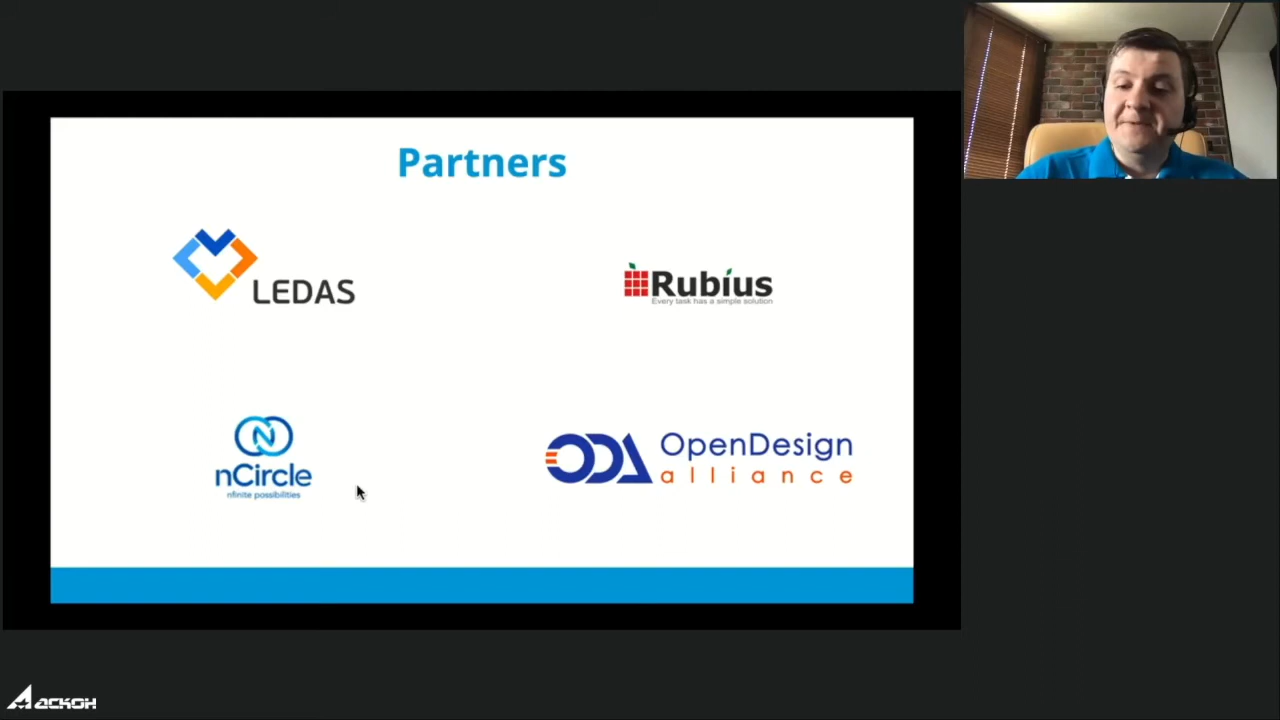 Partners
LEDAS
Rubius
Every task has a simple solution
nCircle
nfinite possibilities
ODA OpenDesign
alliance
АСКОН